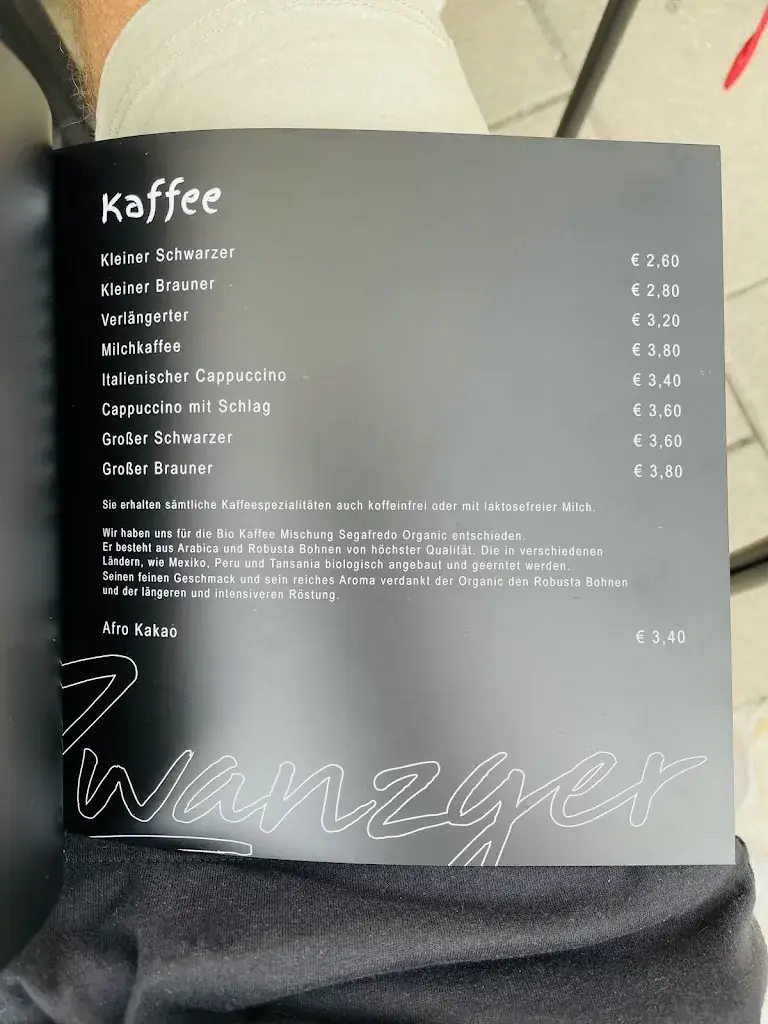 Kaffee
Kleiner Schwarzer € 2,60
Kleiner Brauner € 2,80
Verlängerter € 3,20
Milchkaffee € 3,80
Italienischer Cappuccino € 3,40
Cappuccino mit Schlag € 3,60
Großer Schwarzer € 3,60
Großer Brauner € 3,80
Sie erhalten sämtliche Kaffeespezialitäten auch koffeinfrei oder mit laktosefreier Milch.
Wir haben uns für die Bio Kaffee Mischung Segafredo Organic entschieden.
Er besteht aus Arabica und Robusta Bohnen von höchster Qualität. Die in verschiedenen
Ländern, wie Mexiko, Peru und Tansania biologisch angebaut und geerntet werden.
Seinen feinen Geschmack und sein reiches Aroma verdankt der Organic den Robusta Bohnen
und der längeren und intensiveren Röstung.
Afro Kakao € 3,40
Zwanzger